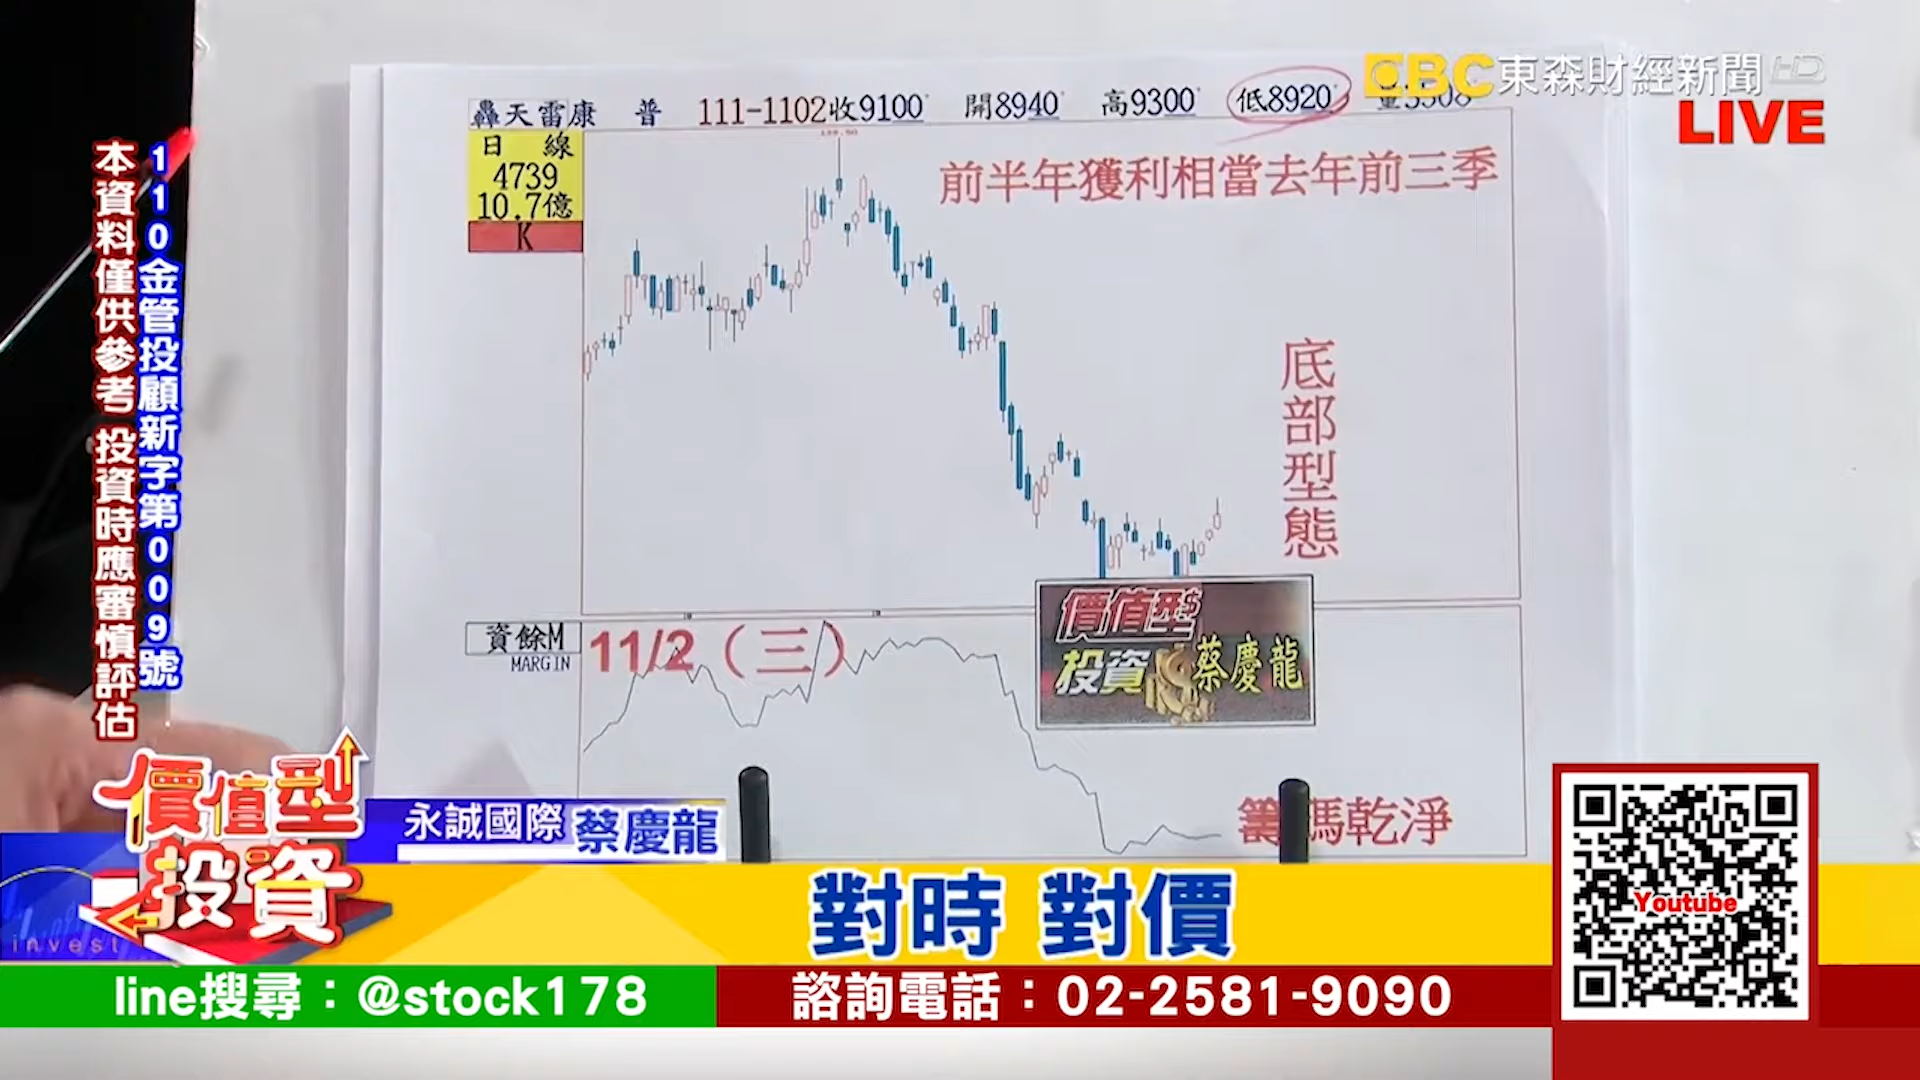 EBC東森財經新聞HD
LIVE
轟天雷康 普 111-1102收9100 開8940 高9300 低8920
日線
4739
10.7億
K
前半年獲利相當去年前三季
底部型態
資餘M
MARGIN
11/2（三）
價值型
投資 蔡慶龍
籌碼乾淨
110金管投顧新字第009號
本資料僅供參考 投資時應審慎評估
價值型
投資
invest
永誠國際 蔡慶龍
對時 對價
line搜尋：@stock178
諮詢電話：02-2581-9090
Youtube